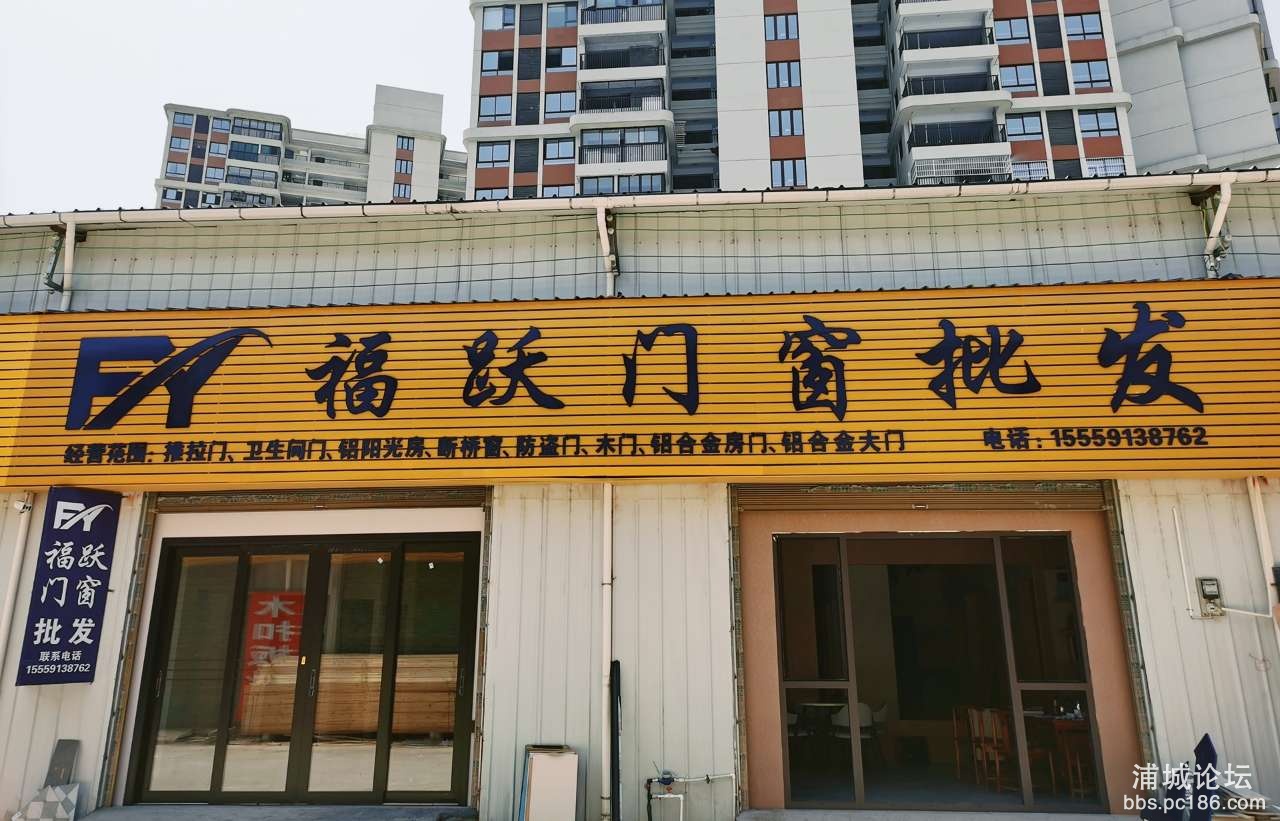 FY 福跃门窗批发
经营范围：推拉门、卫生间门、铝阳光房、断桥窗、防盗门、木门、铝合金房门、铝合金大门 电话：15559138762
FY
福跃
门窗
批发
联系电话
15559138762
木扣板
浦城论坛
bbs.pc186.com